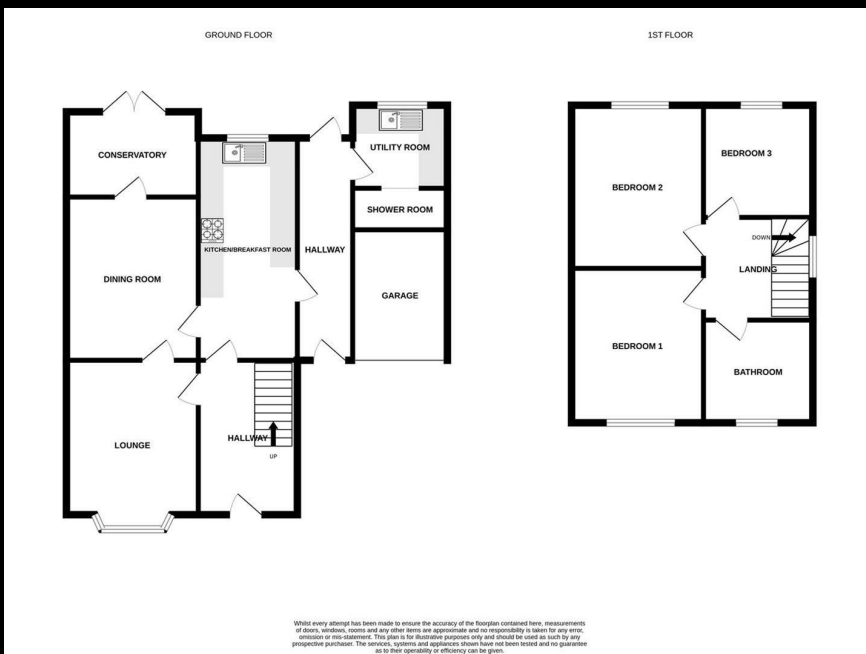 GROUND FLOOR
1ST FLOOR
CONSERVATORY
UTILITY ROOM
BEDROOM 3
BEDROOM 2
SHOWER ROOM
DOWN
KITCHEN/BREAKFAST ROOM
HALLWAY
LANDING
DINING ROOM
GARAGE
BEDROOM 1
BATHROOM
HALLWAY
LOUNGE
UP
Whilst every attempt has been made to ensure the accuracy of the floorplan contained here, measurements
of doors, windows, rooms and any other items are approximate and no responsibility is taken for any error,
omission or mis-statement. This plan is for illustrative purposes only and should be used as such by any
prospective purchaser. The services, systems and appliances shown have not been tested and no guarantee
as to their operability or efficiency can be given.